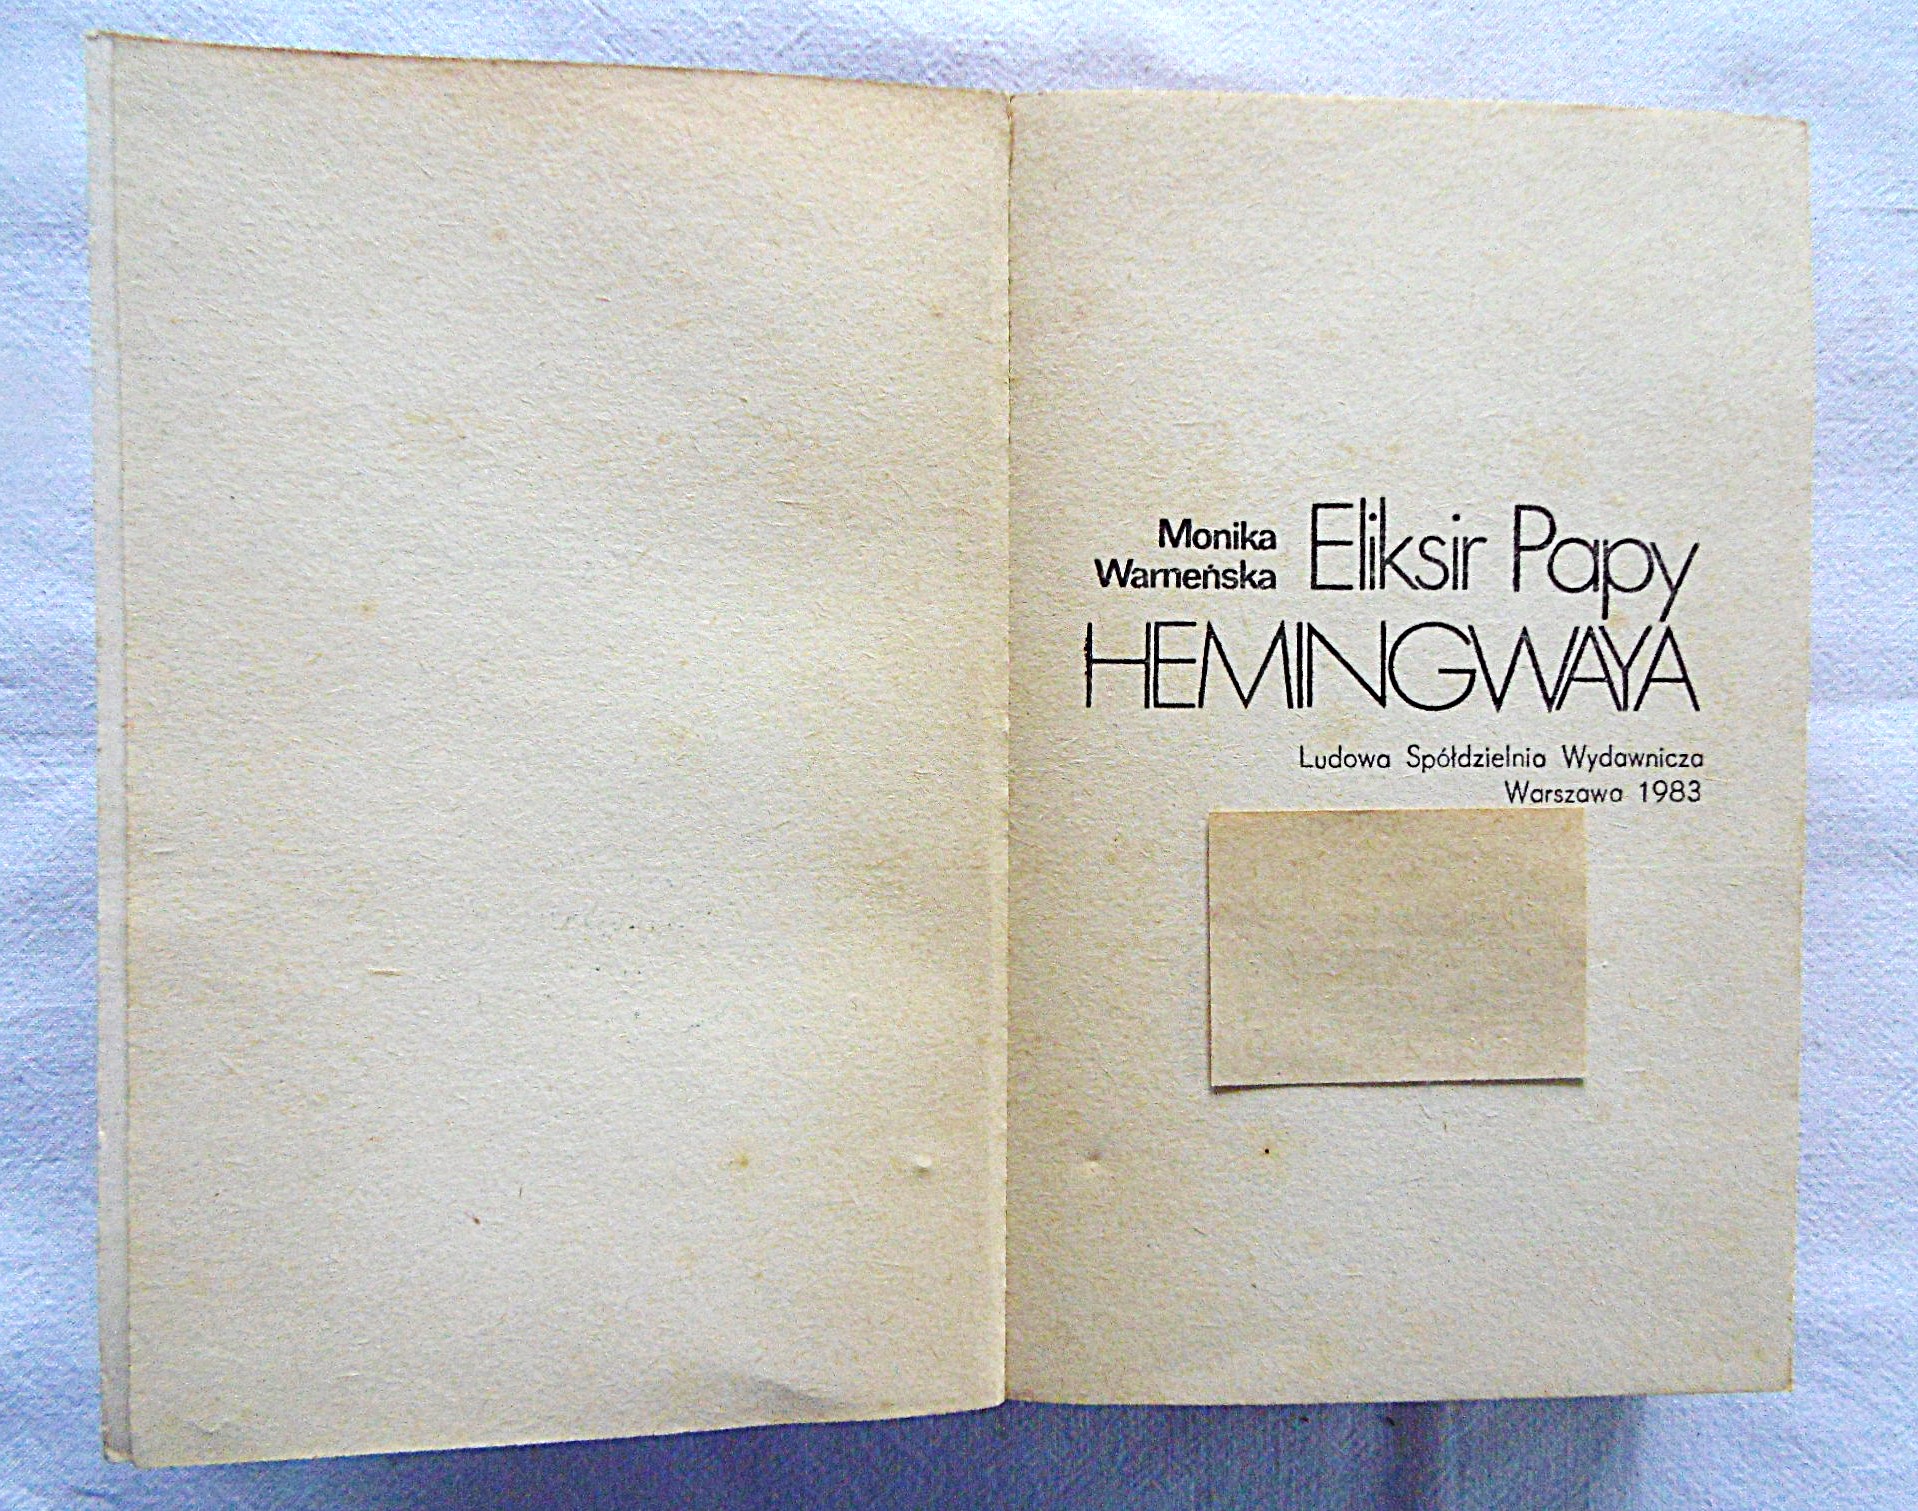 Monika
Warneńska
Eliksir Papy
HEMINGWAYA
Ludowa Spółdzielnia Wydawnicza
Warszawa 1983